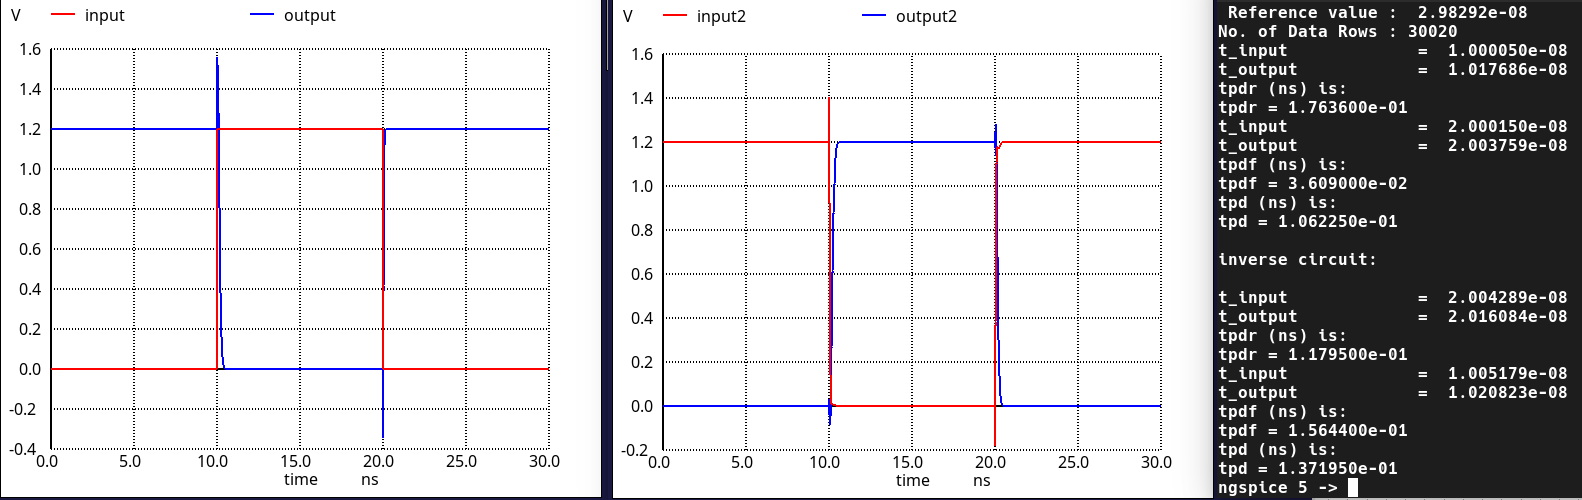 V input output
1.6
1.4
1.2
1.0
0.8
0.6
0.4
0.2
0.0
-0.2
-0.4
0.0 5.0 10.0 15.0 20.0 25.0 30.0
time ns
V input2 output2
1.6
1.4
1.2
1.0
0.8
0.6
0.4
0.2
0.0
-0.2
0.0 5.0 10.0 15.0 20.0 25.0 30.0
time ns
Reference value : 2.98292e-08
No. of Data Rows : 30020
t_input = 1.000050e-08
t_output = 1.017686e-08
tpdr (ns) is:
tpdr = 1.763600e-01
t_input = 2.000150e-08
t_output = 2.003759e-08
tpdf (ns) is:
tpdf = 3.609000e-02
tpd (ns) is:
tpd = 1.062250e-01
inverse circuit:
t_input = 2.004289e-08
t_output = 2.016084e-08
tpdr (ns) is:
tpdr = 1.179500e-01
t_input = 1.005179e-08
t_output = 1.020823e-08
tpdf (ns) is:
tpdf = 1.564400e-01
tpd (ns) is:
tpd = 1.371950e-01
ngspice 5 ->